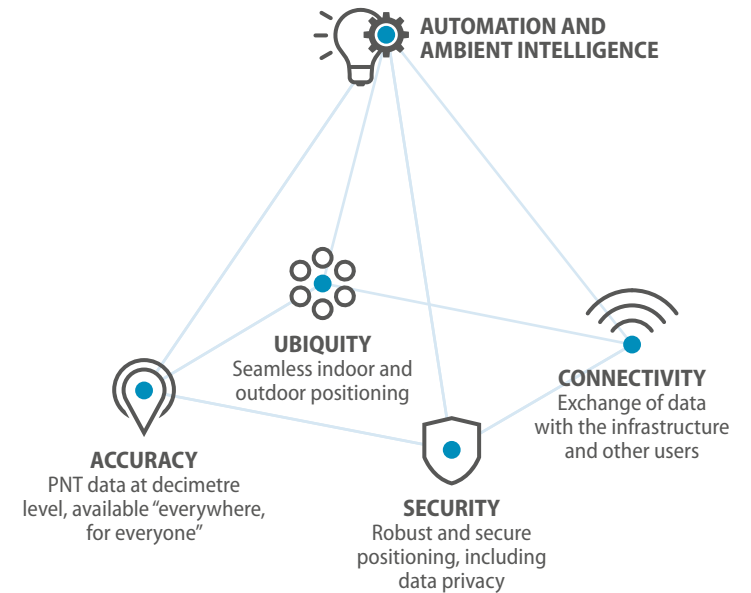 AUTOMATION AND
AMBIENT INTELLIGENCE
UBIQUITY
Seamless indoor and
outdoor positioning
CONNECTIVITY
Exchange of data
with the infrastructure
and other users
ACCURACY
PNT data at decimetre
level, available “everywhere,
for everyone”
SECURITY
Robust and secure
positioning, including
data privacy